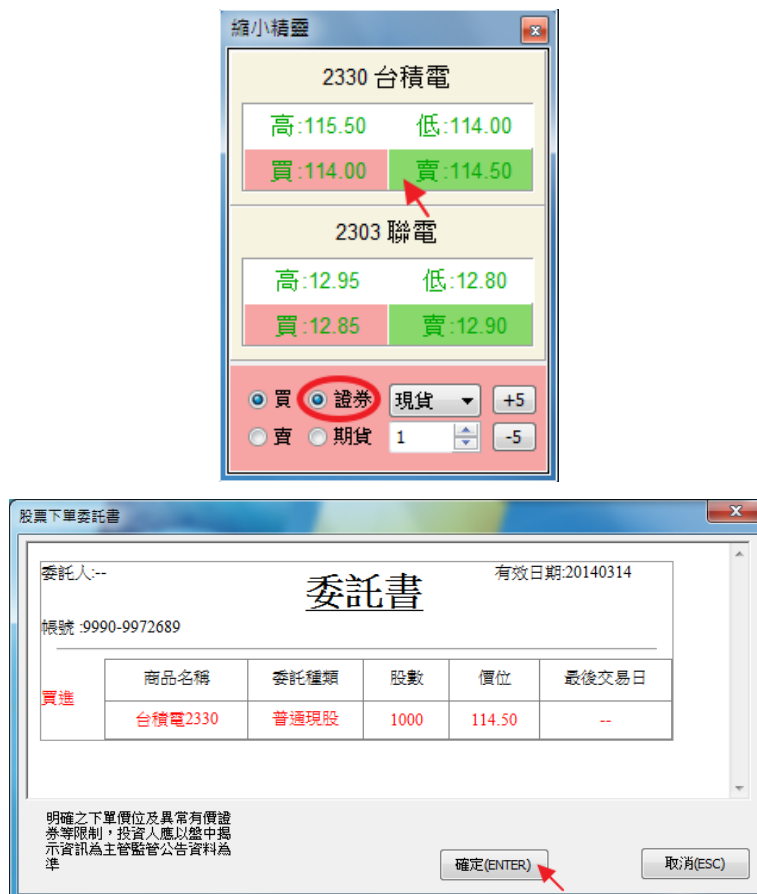 縮小精靈
2330 台積電
高:115.50 低:114.00
買:114.00 賣:114.50
2303 聯電
高:12.95 低:12.80
買:12.85 賣:12.90
買 證券 現貨 +5
賣 期貨 1 -5
股票下單委託書
委託人:-- 委託書 有效日期:20140314
帳號 :9990-9972689
商品名稱 委託種類 股數 價位 最後交易日
買進 台積電2330 普通現股 1000 114.50 --
明確之下單價位及異常有價證
券等限制，投資人應以盤中揭
示資訊為主管監管公告資料為
準
確定(ENTER) 取消(ESC)